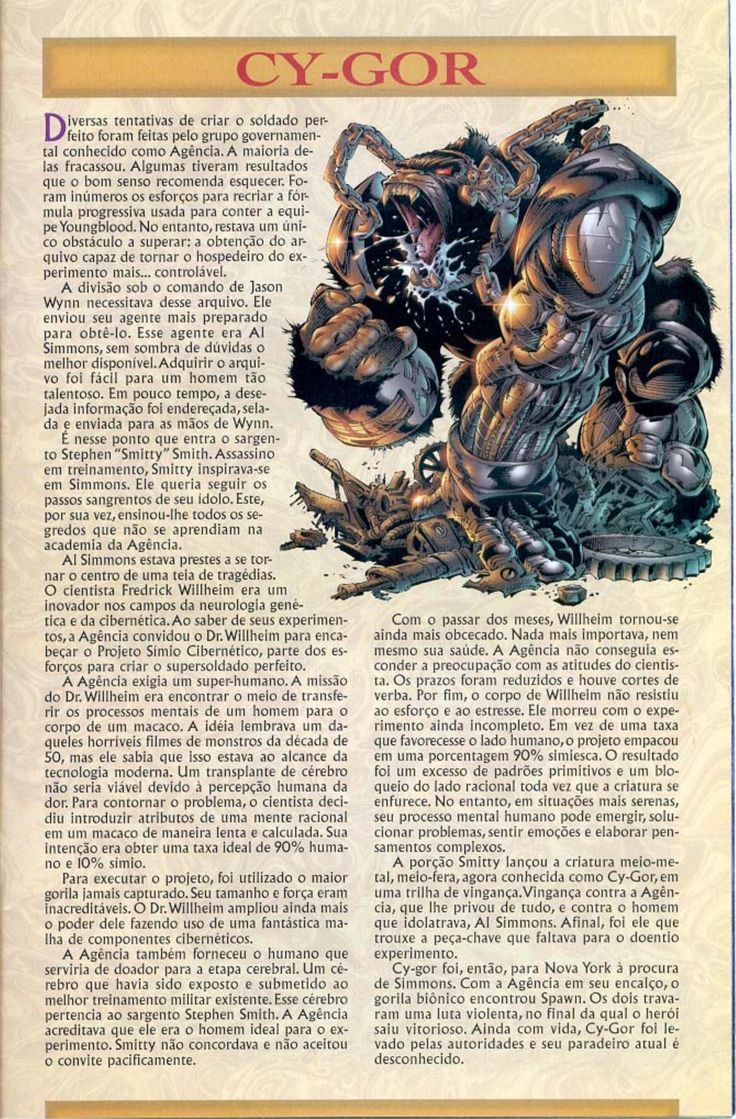 CY-GOR
Diversas tentativas de criar o soldado per-
feito foram feitas pelo grupo governamen-
tal conhecido como Agência. A maioria de-
las fracassou. Algumas tiveram resultados
que o bom senso recomenda esquecer. Fo-
ram inúmeros os esforços para recriar a fór-
mula progressiva usada para conter a equi-
pe Youngblood. No entanto, restava um úni-
co obstáculo a superar: a obtenção do ar-
quivo capaz de tornar o hospedeiro do ex-
perimento mais... controlável.
A divisão sob o comando de Jason
Wynn necessitava desse arquivo. Ele
enviou seu agente mais preparado
para obtê-lo. Esse agente era Al
Simmons, sem sombra de dúvidas o
melhor disponível. Adquirir o arqui-
vo foi fácil para um homem tão
talentoso. Em pouco tempo, a dese-
jada informação foi endereçada, sela-
da e enviada para as mãos de Wynn.
É nesse ponto que entra o sargen-
to Stephen "Smitty" Smith. Assassino
em treinamento, Smitty inspirava-se
em Simmons. Ele queria seguir os
passos sangrentos de seu ídolo. Este,
por sua vez, ensinou-lhe todos os se-
gredos que não se aprendiam na
academia da Agência.
Al Simmons estava prestes a se tor-
nar o centro de uma teia de tragédias.
O cientista Fredrick Willheim era um
inovador nos campos da neurologia gené-
tica e da cibernética. Ao saber de seus experimen-
tos, a Agência convidou o Dr. Willheim para enca-
beçar o Projeto Símio Cibernético, parte dos es-
forços para criar o supersoldado perfeito.
A Agência exigia um super-humano. A missão
do Dr. Willheim era encontrar o meio de transfe-
rir os processos mentais de um homem para o
corpo de um macaco. A idéia lembrava um da-
queles horríveis filmes de monstros da década de
50, mas ele sabia que isso estava ao alcance da
tecnologia moderna. Um transplante de cérebro
não seria viável devido à percepção humana da
dor. Para contornar o problema, o cientista deci-
diu introduzir atributos de uma mente racional
em um macaco de maneira lenta e calculada. Sua
intenção era obter uma taxa ideal de 90% huma-
no e 10% símio.
Para executar o projeto, foi utilizado o maior
gorila jamais capturado. Seu tamanho e força eram
inacreditáveis. O Dr. Willheim ampliou ainda mais
o poder dele fazendo uso de uma fantástica ma-
lha de componentes cibernéticos.
A Agência também forneceu o humano que
serviria de doador para a etapa cerebral. Um cé-
rebro que havia sido exposto e submetido ao
melhor treinamento militar existente. Esse cérebro
pertencia ao sargento Stephen Smith. A Agência
acreditava que ele era o homem ideal para o ex-
perimento. Smitty não concordava e não aceitou
o convite pacificamente.
Com o passar dos meses, Willheim tornou-se
ainda mais obcecado. Nada mais importava, nem
mesmo sua saúde. A Agência não conseguia es-
conder a preocupação com as atitudes do cientis-
ta. Os prazos foram reduzidos e houve cortes de
verba. Por fim, o corpo de Willheim não resistiu
ao esforço e ao estresse. Ele morreu com o expe-
rimento ainda incompleto. Em vez de uma taxa
que favorecesse o lado humano, o projeto empacou
em uma porcentagem 90% simiesca. O resultado
foi um excesso de padrões primitivos e um blo-
queio do lado racional toda vez que a criatura se
enfurece. No entanto, em situações mais serenas,
seu processo mental humano pode emergir, solu-
cionar problemas, sentir emoções e elaborar pen-
samentos complexos.
A porção Smitty lançou a criatura meio-me-
tal, meio-fera, agora conhecida como Cy-Gor, em
uma trilha de vingança. Vingança contra a Agên-
cia, que lhe privou de tudo, e contra o homem
que idolatrava, Al Simmons. Afinal, foi ele que
trouxe a peça-chave que faltava para o doentio
experimento.
Cy-gor foi, então, para Nova York à procura
de Simmons. Com a Agência em seu encalço, o
gorila biônico encontrou Spawn. Os dois trava-
ram uma luta violenta, no final da qual o herói
saiu vitorioso. Ainda com vida, Cy-Gor foi le-
vado pelas autoridades e seu paradeiro atual é
desconhecido.